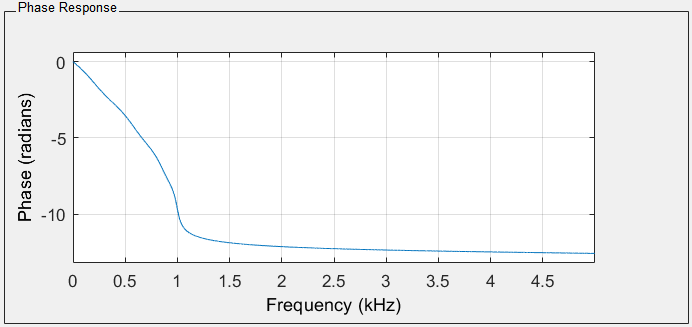 Phase Response
0
-5
-10
Phase (radians)
0 0.5 1 1.5 2 2.5 3 3.5 4 4.5
Frequency (kHz)